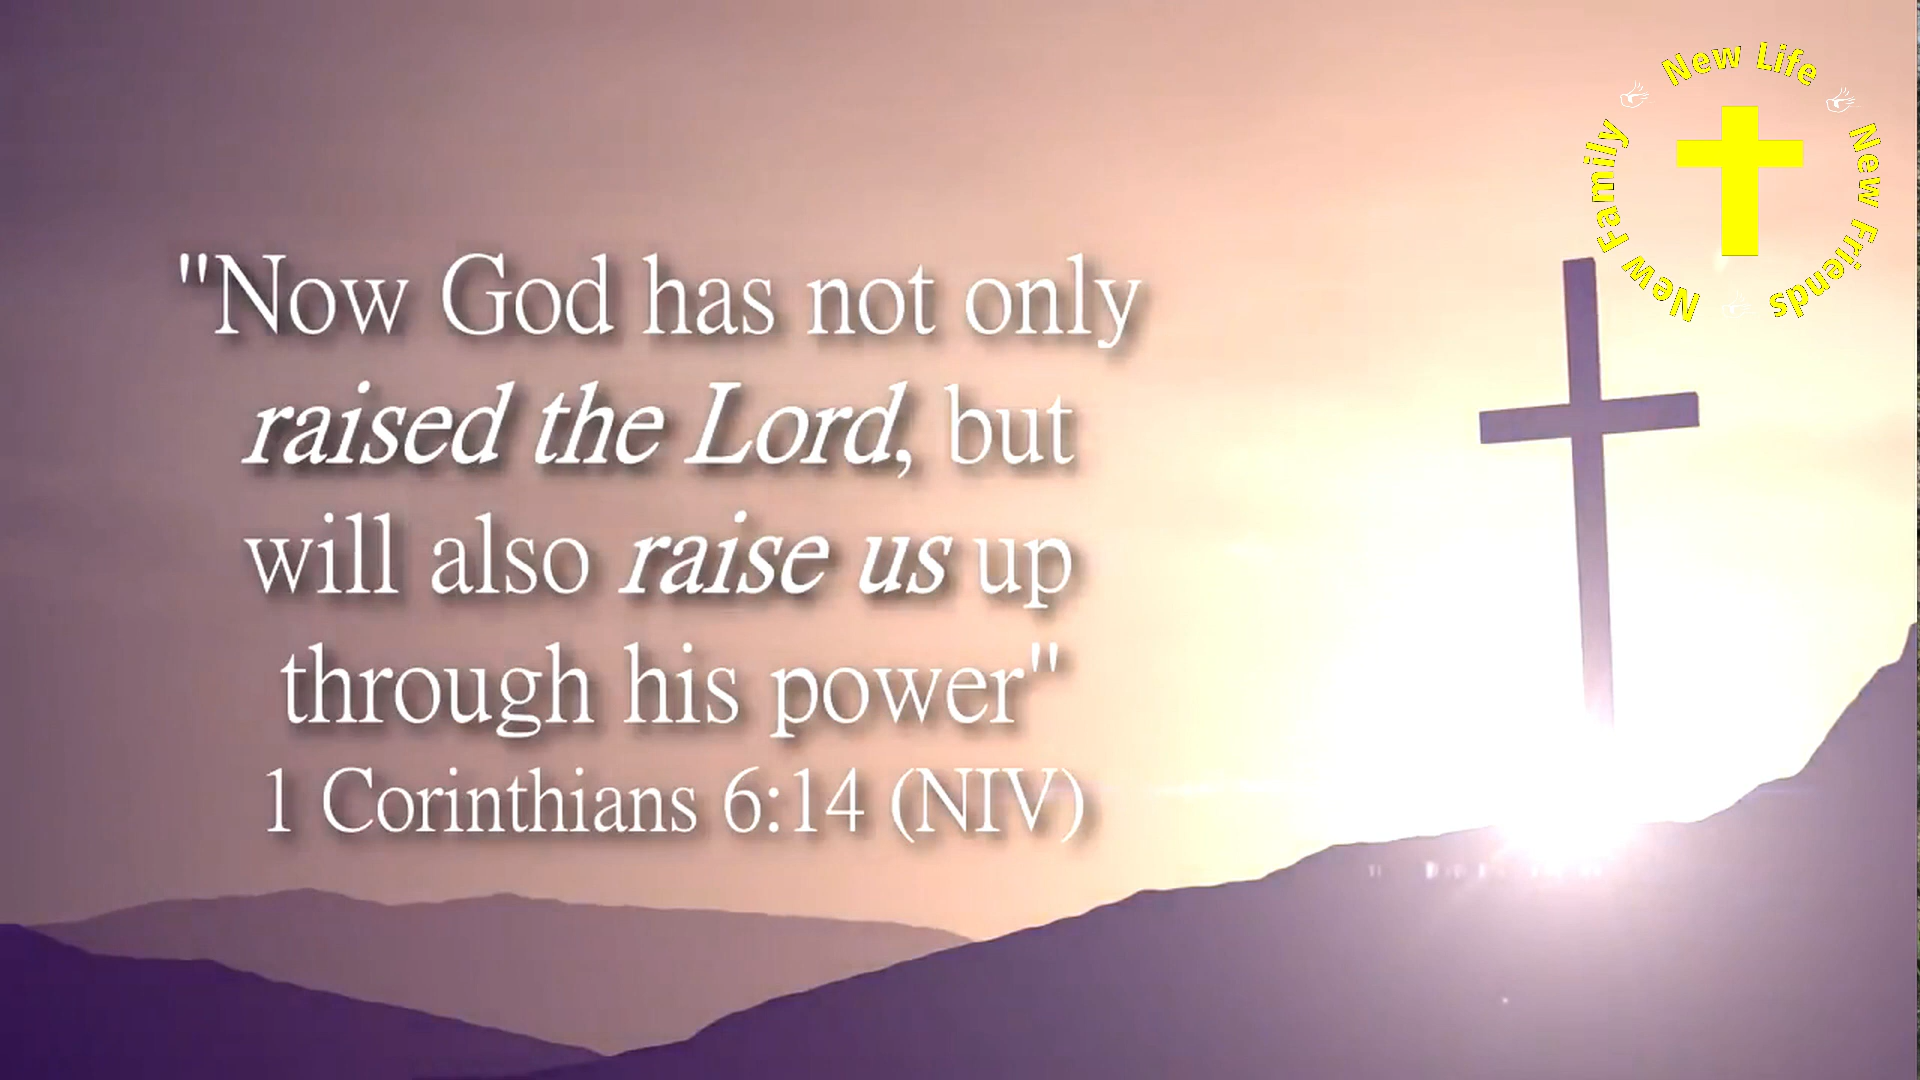 "Now God has not only
raised the Lord, but
will also raise us up
through his power"
1 Corinthians 6:14 (NIV)
New Life
New Friends
New Family